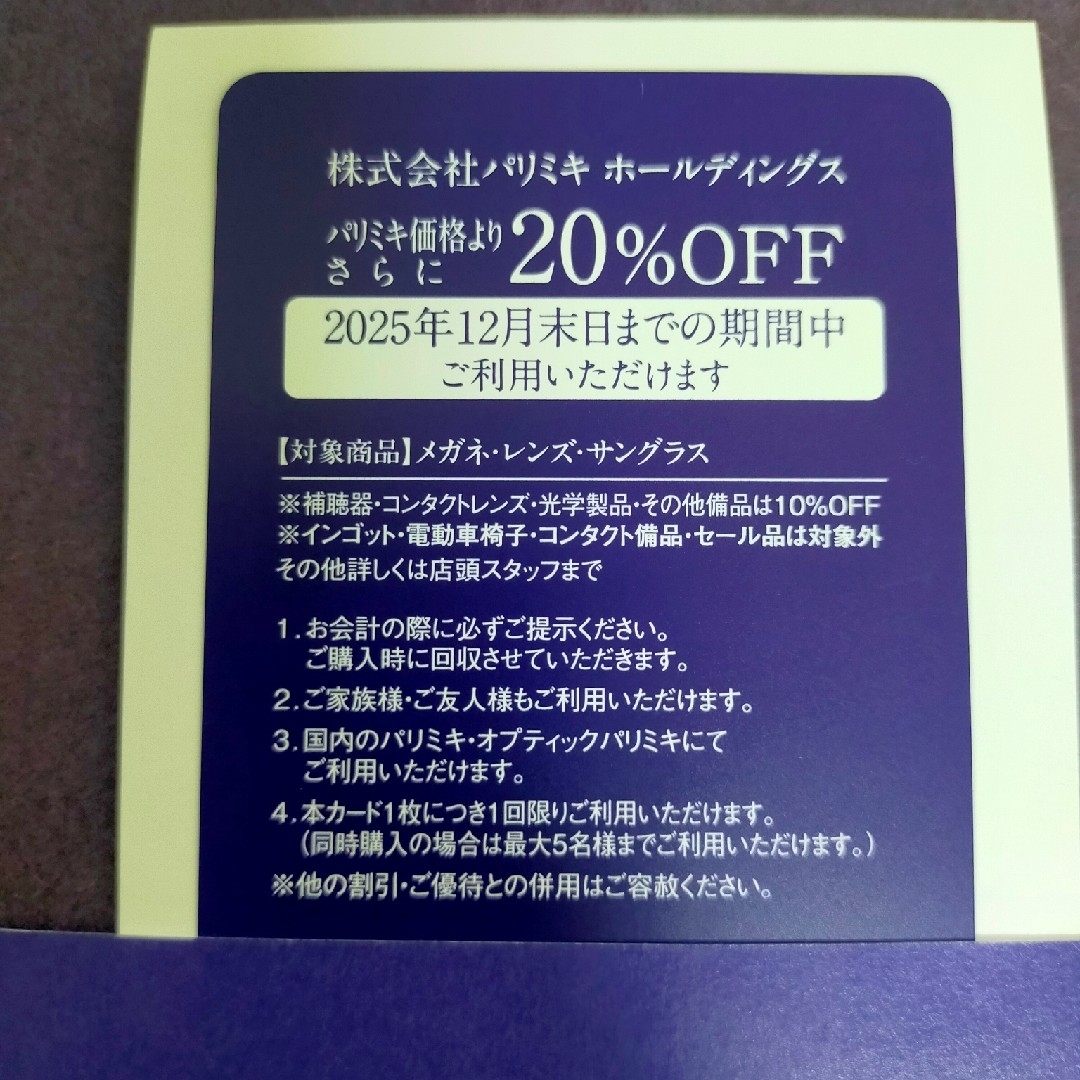 株式会社パリミキ ホールディングス
パリミキ価格より
さらに
20%OFF
2025年12月末日までの期間中
ご利用いただけます
【対象商品】メガネ・レンズ・サングラス
※補聴器・コンタクトレンズ・光学製品・その他備品は10%OFF
※インゴット・電動車椅子・コンタクト備品・セール品は対象外
その他詳しくは店頭スタッフまで
1.お会計の際に必ずご提示ください。
ご購入時に回収させていただきます。
2.ご家族様・ご友人様もご利用いただけます。
3.国内のパリミキ・オプティックパリミキにて
ご利用いただけます。
4.本カード1枚につき1回限りご利用いただけます。
(同時購入の場合は最大5名様までご利用いただけます。)
※他の割引・ご優待との併用はご容赦ください。